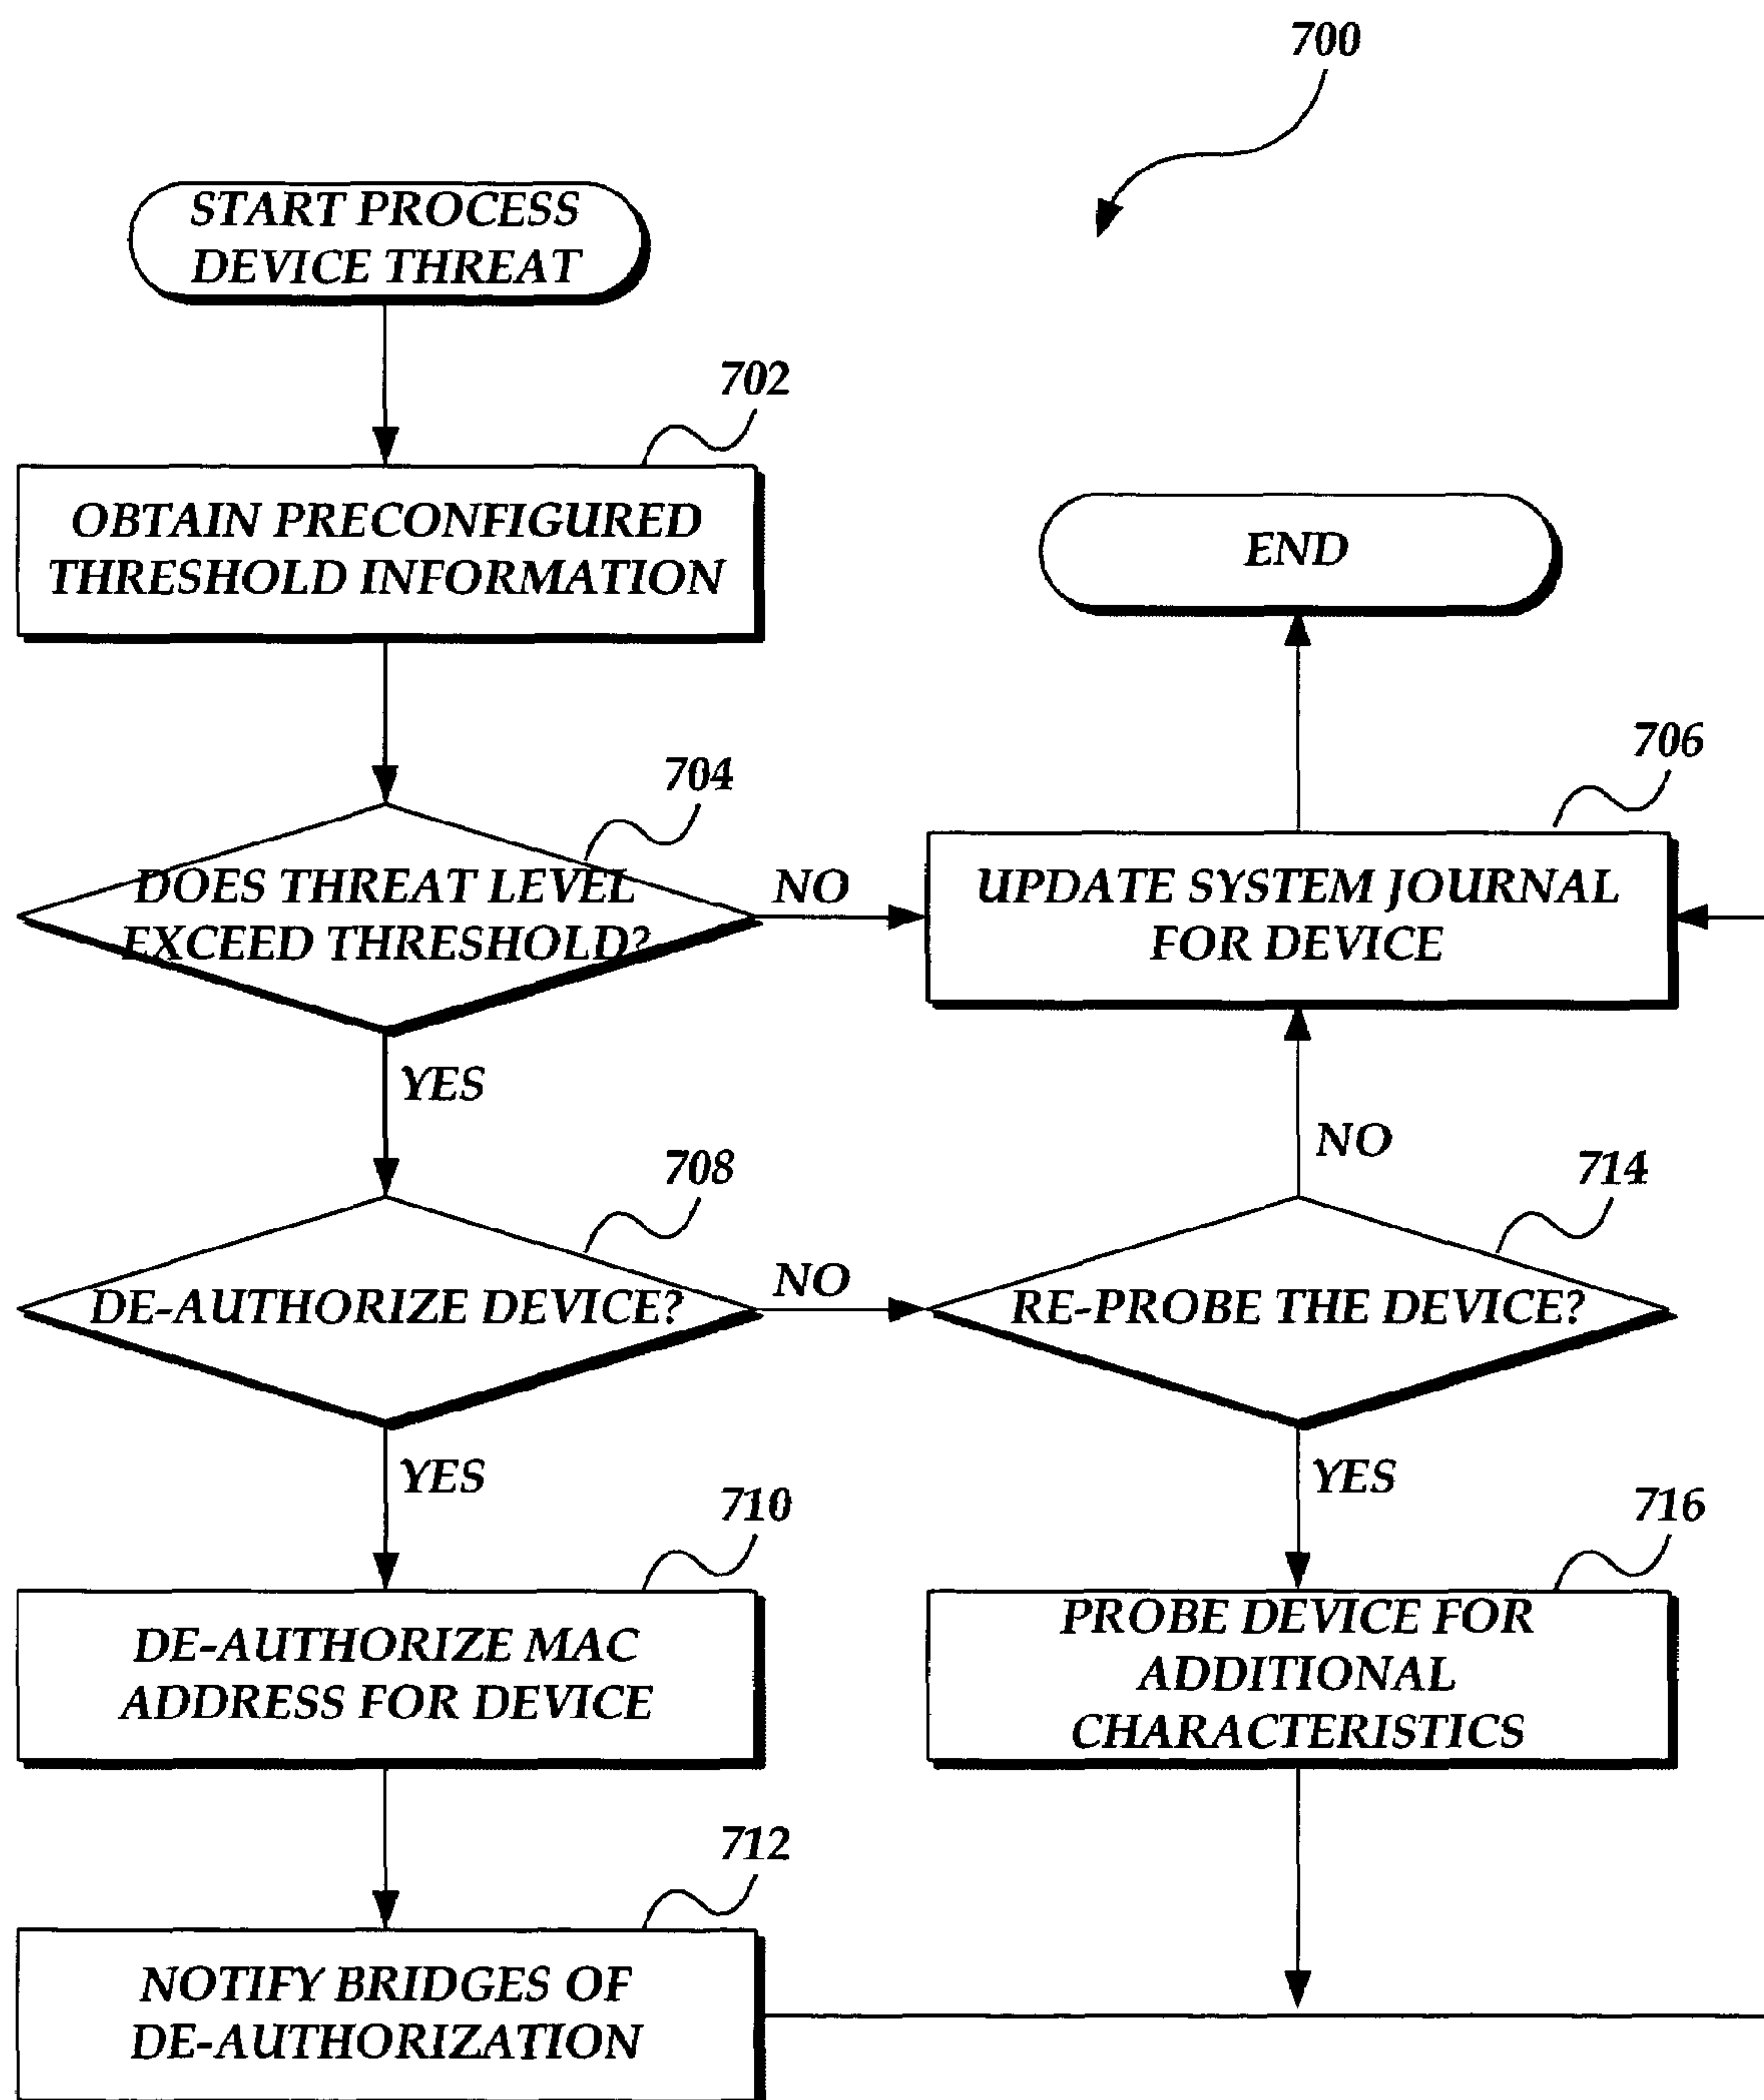 700
START PROCESS
DEVICE THREAT
702
OBTAIN PRECONFIGURED
THRESHOLD INFORMATION
END
704
DOES THREAT LEVEL
EXCEED THRESHOLD?
NO
706
UPDATE SYSTEM JOURNAL
FOR DEVICE
YES
NO
708
DE-AUTHORIZE DEVICE?
NO
714
RE-PROBE THE DEVICE?
YES
YES
710
DE-AUTHORIZE MAC
ADDRESS FOR DEVICE
716
PROBE DEVICE FOR
ADDITIONAL
CHARACTERISTICS
712
NOTIFY BRIDGES OF
DE-AUTHORIZATION